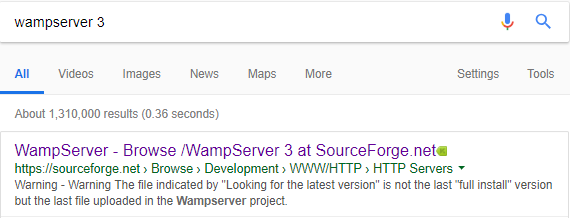 wampserver 3
All Videos Images News Maps More Settings Tools
About 1,310,000 results (0.36 seconds)
WampServer - Browse /WampServer 3 at SourceForge.net
https://sourceforge.net › Browse › Development › WWW/HTTP › HTTP Servers
Warning - Warning The file indicated by "Looking for the latest version" is not the last "full install" version
but the last file uploaded in the Wampserver project.